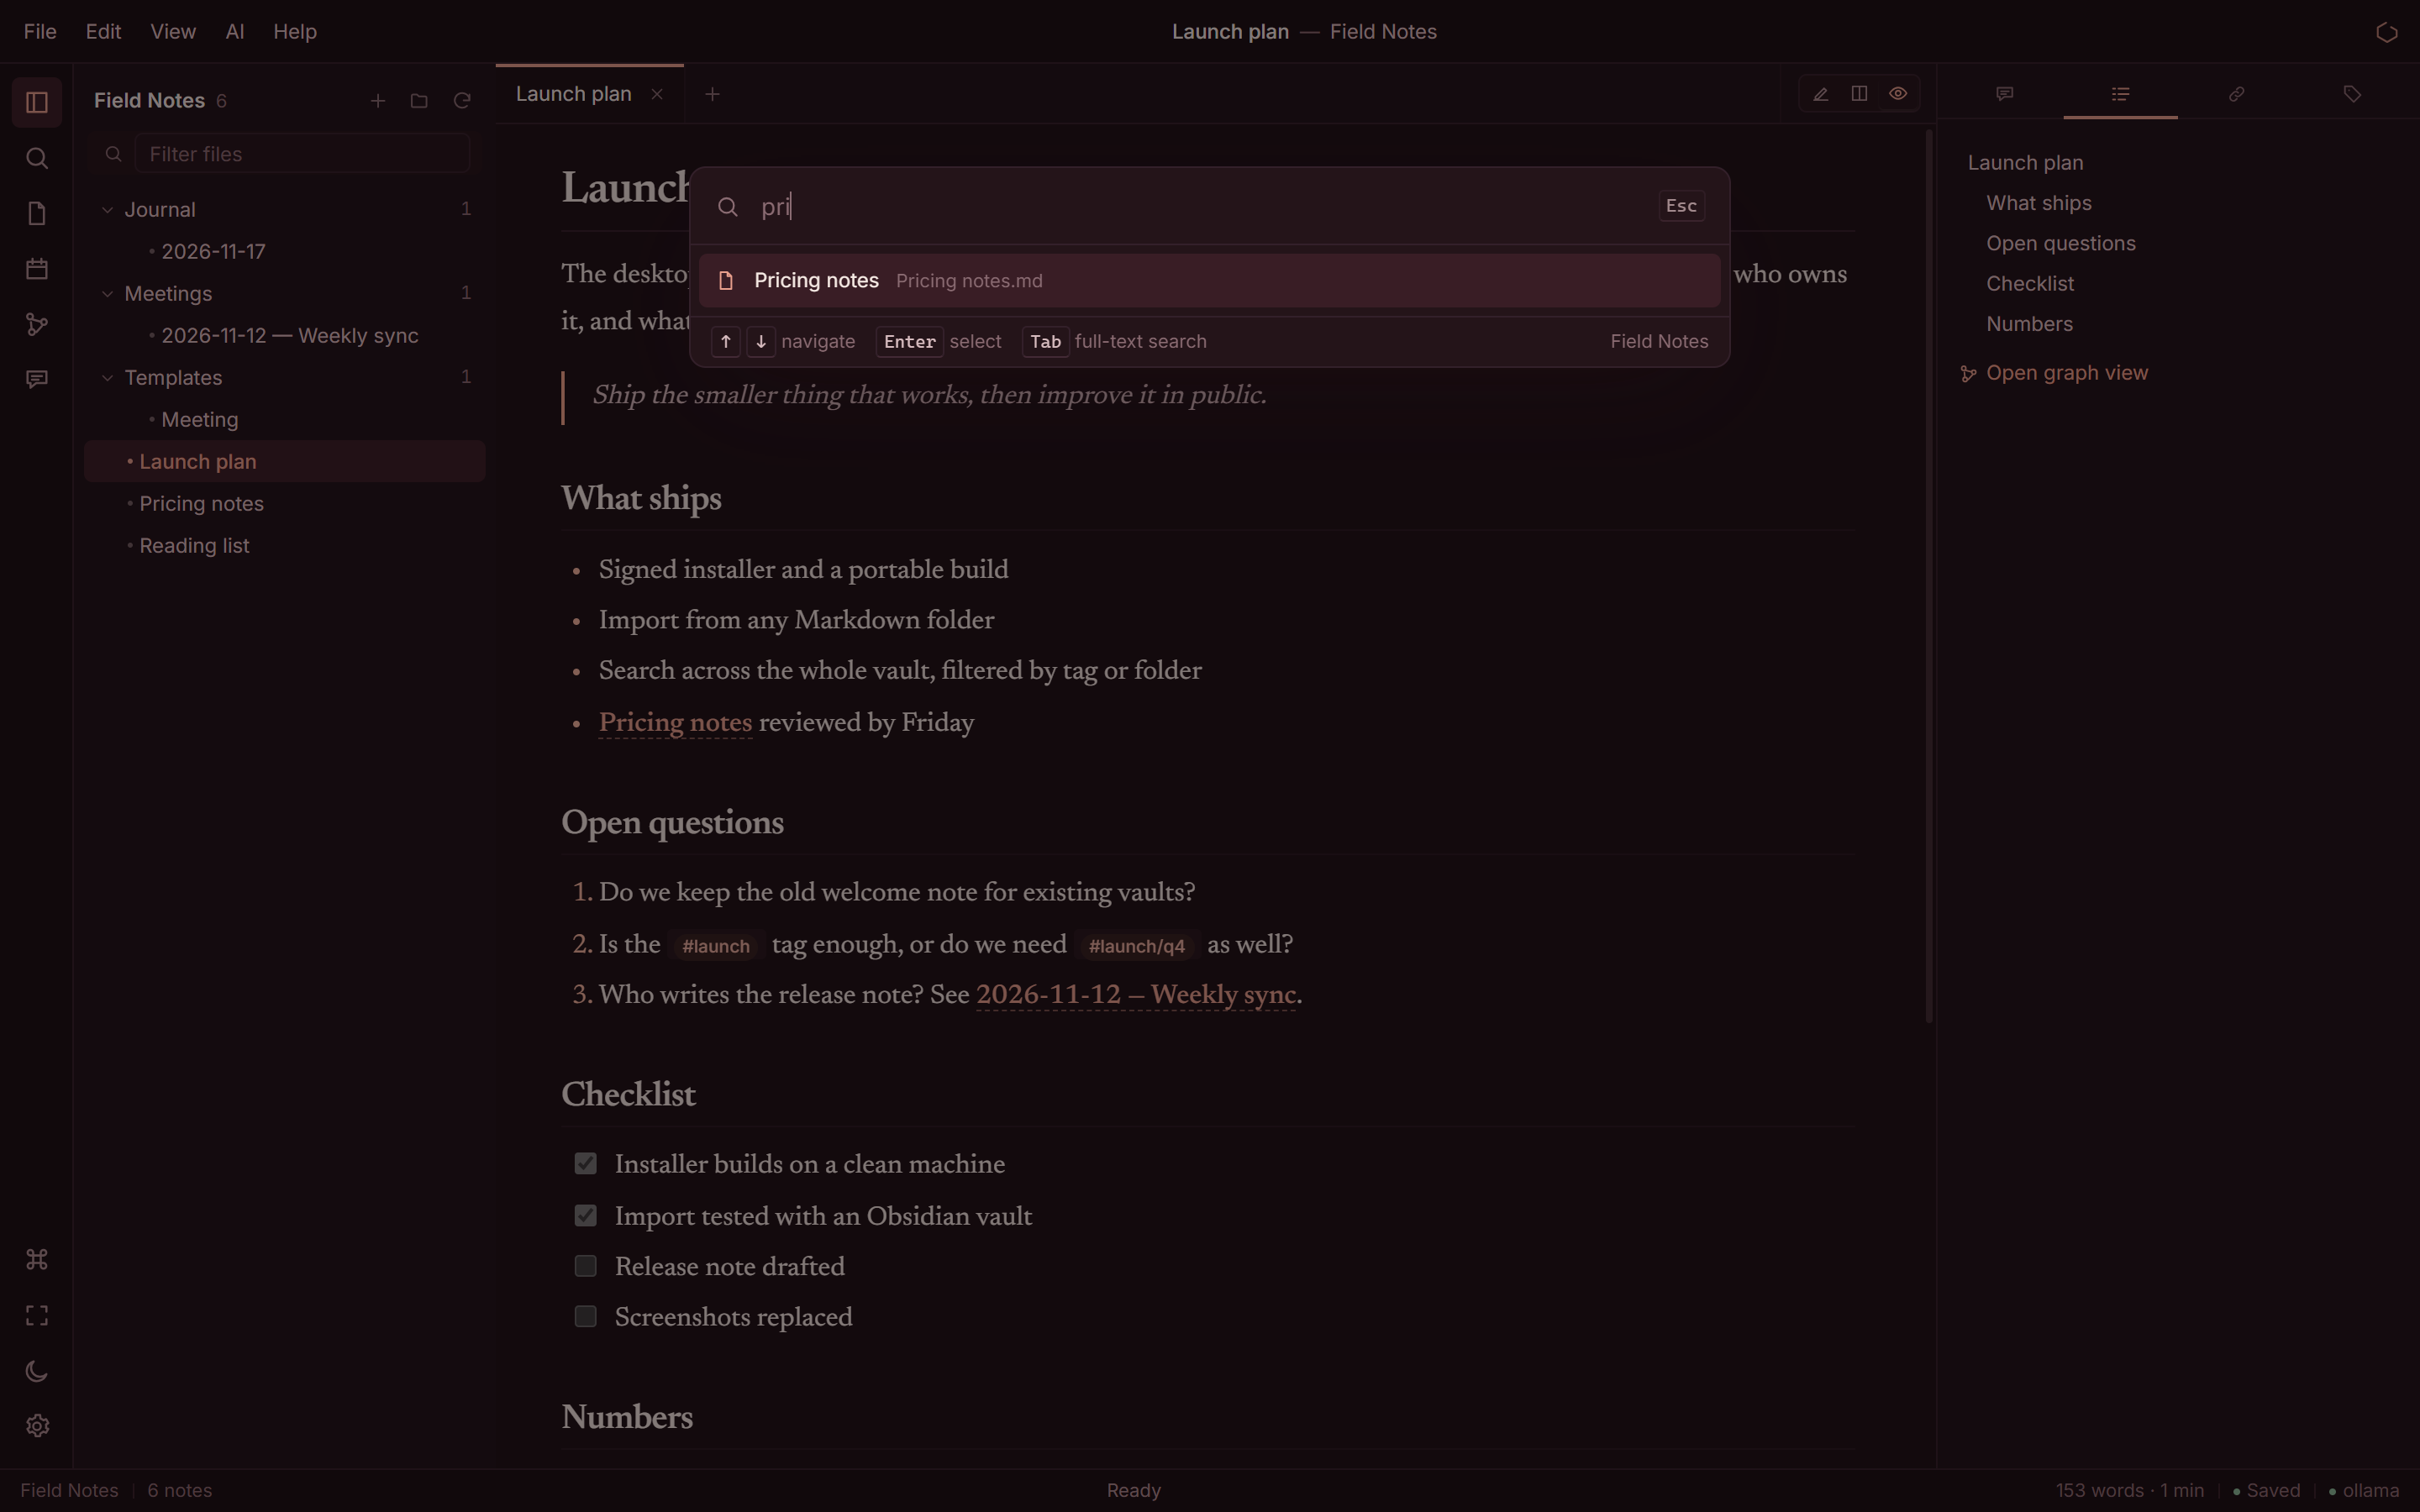 File Edit View AI Help
Launch plan — Field Notes
Field Notes 6
Filter files
Journal 1
2026-11-17
Meetings 1
2026-11-12 — Weekly sync
Templates 1
Meeting
Launch plan
Pricing notes
Reading list
Launch plan
pri
Esc
Pricing notes Pricing notes.md
↑ ↓ navigate Enter select Tab full-text search Field Notes
Launch
The desktop who owns
it, and what
Ship the smaller thing that works, then improve it in public.
What ships
• Signed installer and a portable build
• Import from any Markdown folder
• Search across the whole vault, filtered by tag or folder
• Pricing notes reviewed by Friday
Open questions
1. Do we keep the old welcome note for existing vaults?
2. Is the #launch tag enough, or do we need #launch/q4 as well?
3. Who writes the release note? See 2026-11-12 — Weekly sync.
Checklist
Installer builds on a clean machine
Import tested with an Obsidian vault
Release note drafted
Screenshots replaced
Numbers
Launch plan
What ships
Open questions
Checklist
Numbers
Open graph view
Field Notes 6 notes
Ready
153 words · 1 min Saved ollama